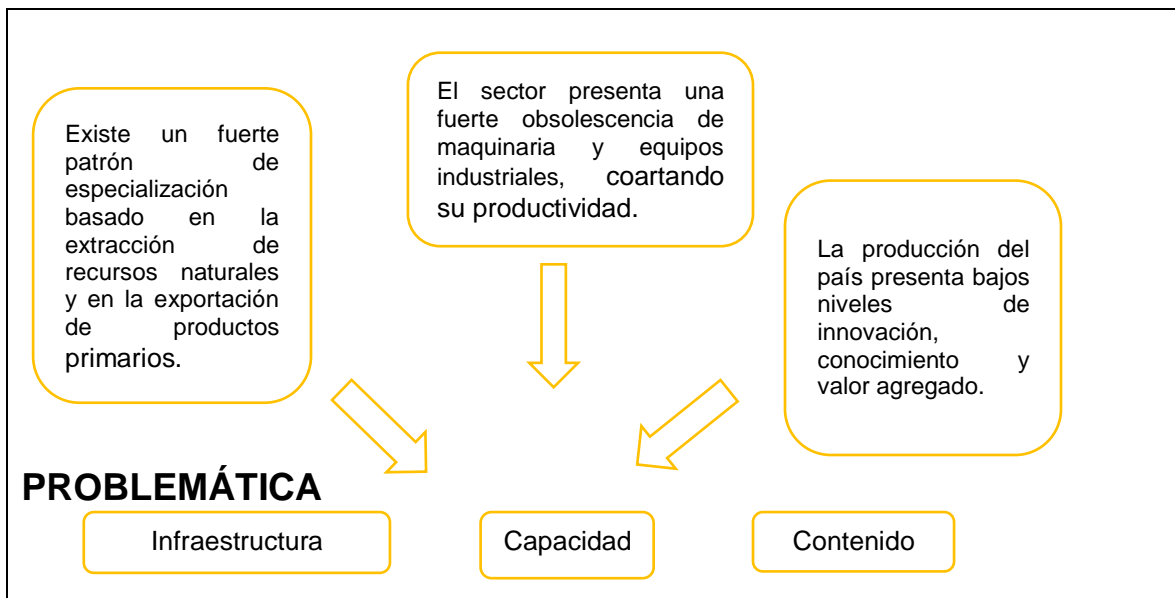 Existe un fuerte
patrón de
especialización
basado en la
extracción de
recursos naturales
y en la exportación
de productos
primarios.
El sector presenta una
fuerte obsolescencia de
maquinaria y equipos
industriales, coartando
su productividad.
La producción del
país presenta bajos
niveles de
innovación,
conocimiento y
valor agregado.
PROBLEMÁTICA
Infraestructura
Capacidad
Contenido